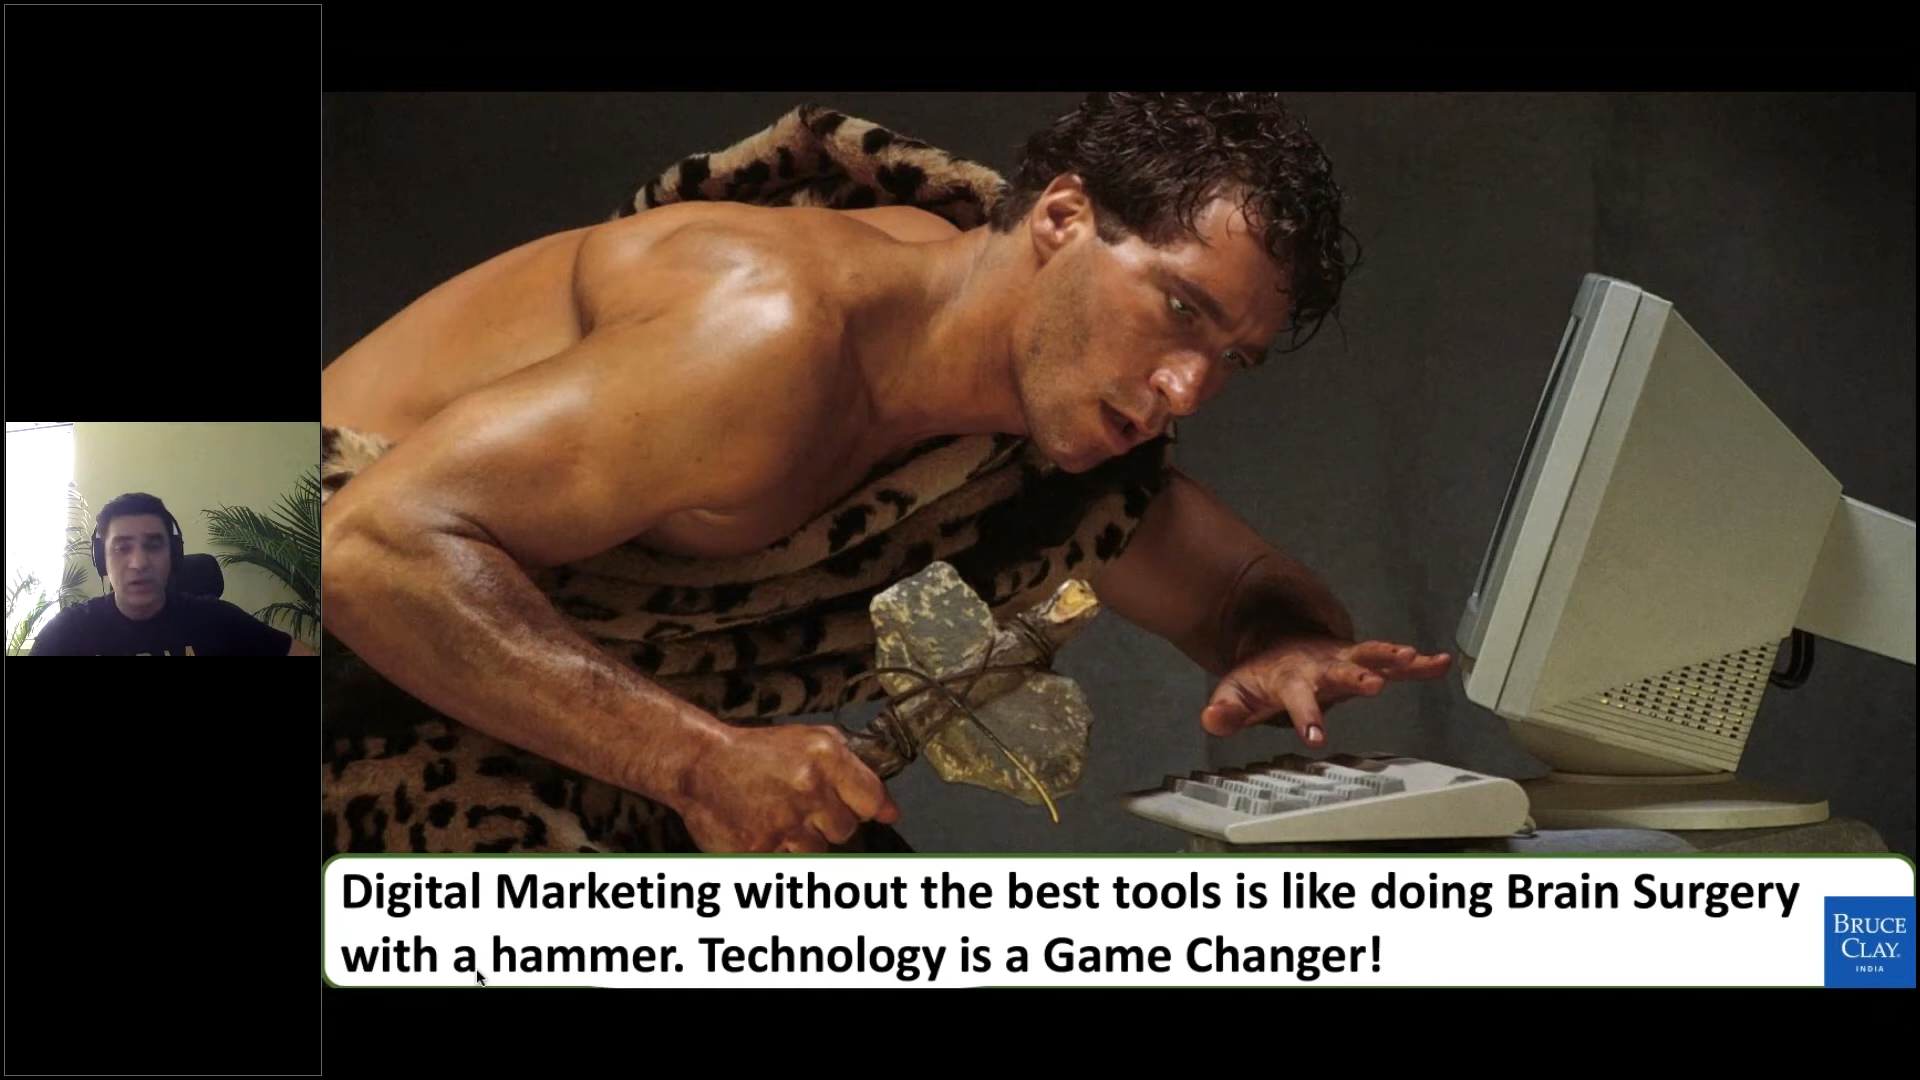 Digital Marketing without the best tools is like doing Brain Surgery
with a hammer. Technology is a Game Changer!
BRUCE
CLAY
INDIA